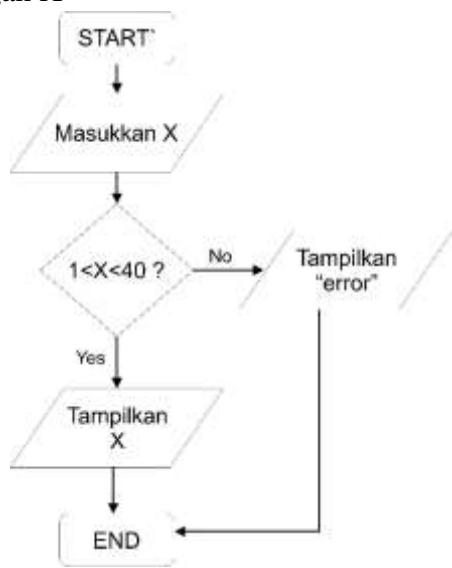 START`
Masukkan X
1<X<40 ?
No
Tampilkan
"error"
Yes
Tampilkan
X
END